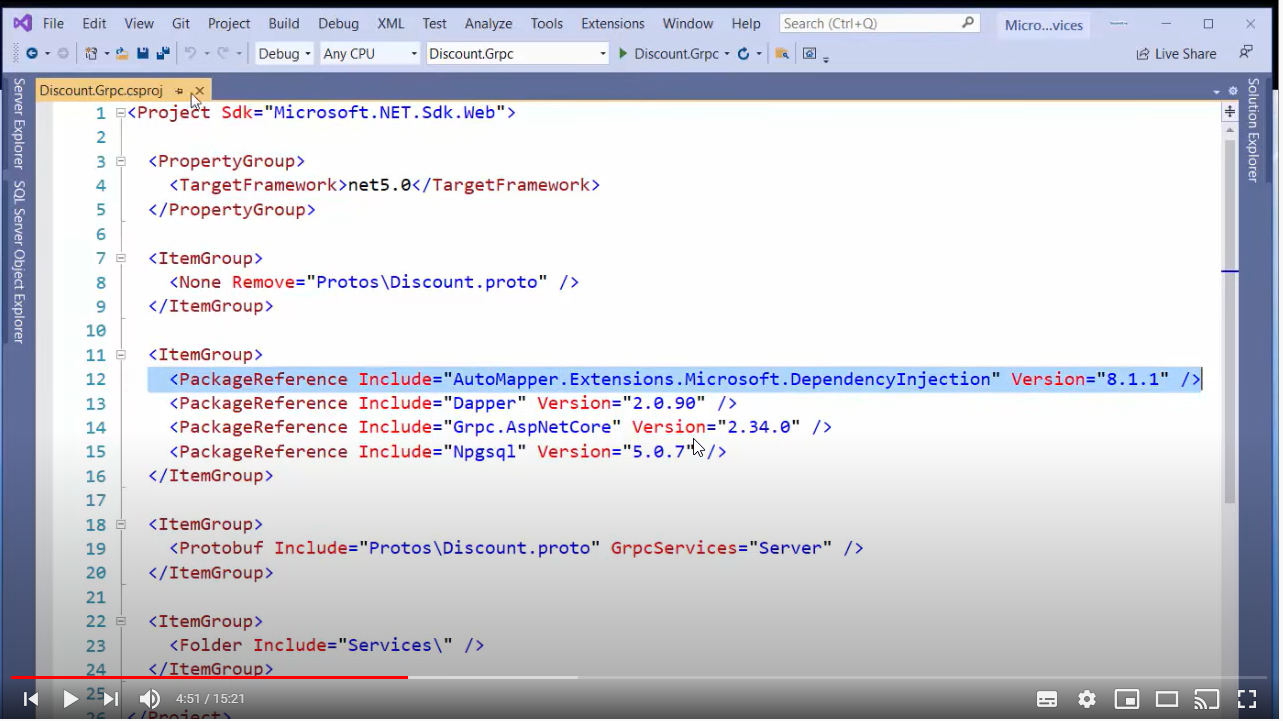 File Edit View Git Project Build Debug XML Test Analyze Tools Extensions Window Help Search (Ctrl+Q) Micro...vices
Debug Any CPU Discount.Grpc Discount.Grpc Live Share
Discount.Grpc.csproj
Server Explorer
SQL Server Object Explorer
Solution Explorer
1 <Project Sdk="Microsoft.NET.Sdk.Web">
2
3 <PropertyGroup>
4 <TargetFramework>net5.0</TargetFramework>
5 </PropertyGroup>
6
7 <ItemGroup>
8 <None Remove="Protos\Discount.proto" />
9 </ItemGroup>
10
11 <ItemGroup>
12 <PackageReference Include="AutoMapper.Extensions.Microsoft.DependencyInjection" Version="8.1.1" />
13 <PackageReference Include="Dapper" Version="2.0.90" />
14 <PackageReference Include="Grpc.AspNetCore" Version="2.34.0" />
15 <PackageReference Include="Npgsql" Version="5.0.7" />
16 </ItemGroup>
17
18 <ItemGroup>
19 <Protobuf Include="Protos\Discount.proto" GrpcServices="Server" />
20 </ItemGroup>
21
22 <ItemGroup>
23 <Folder Include="Services\" />
24 </ItemGroup>
25
26 </Project>
4:51 / 15:21